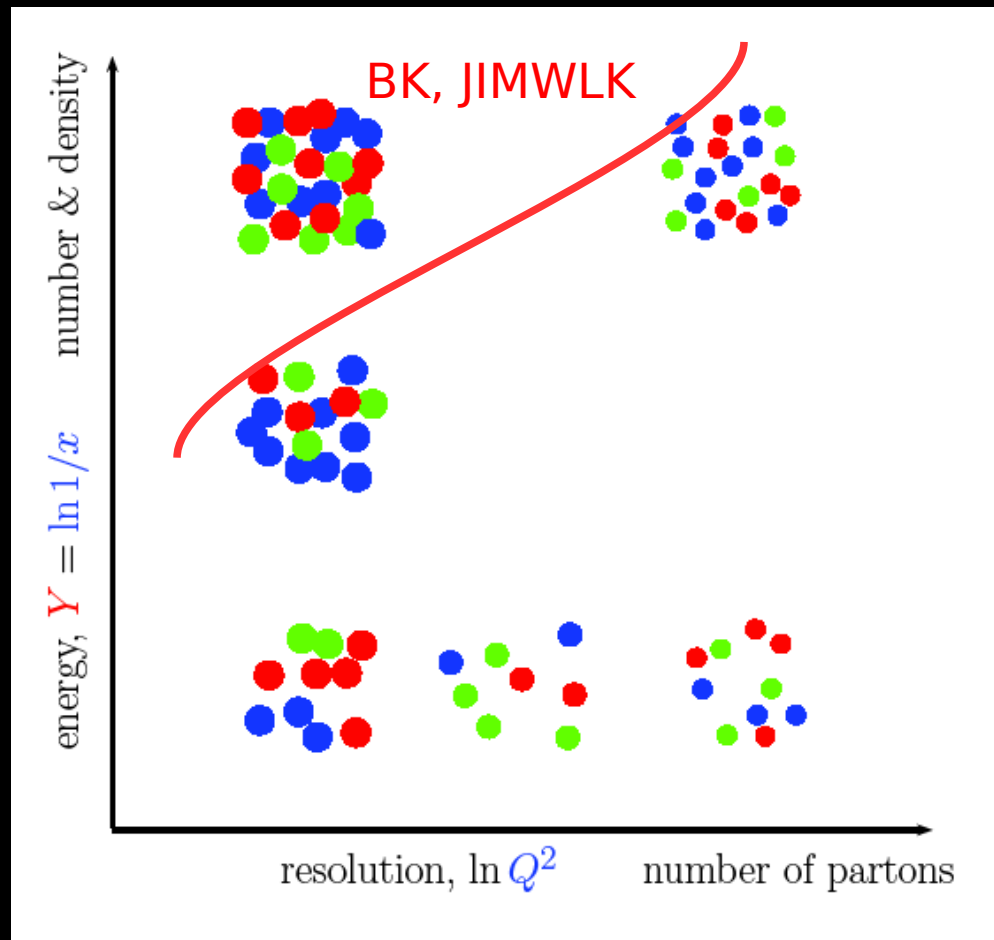 BK, JIMWLK
energy, Y = ln 1/x number & density
resolution, ln Q² number of partons